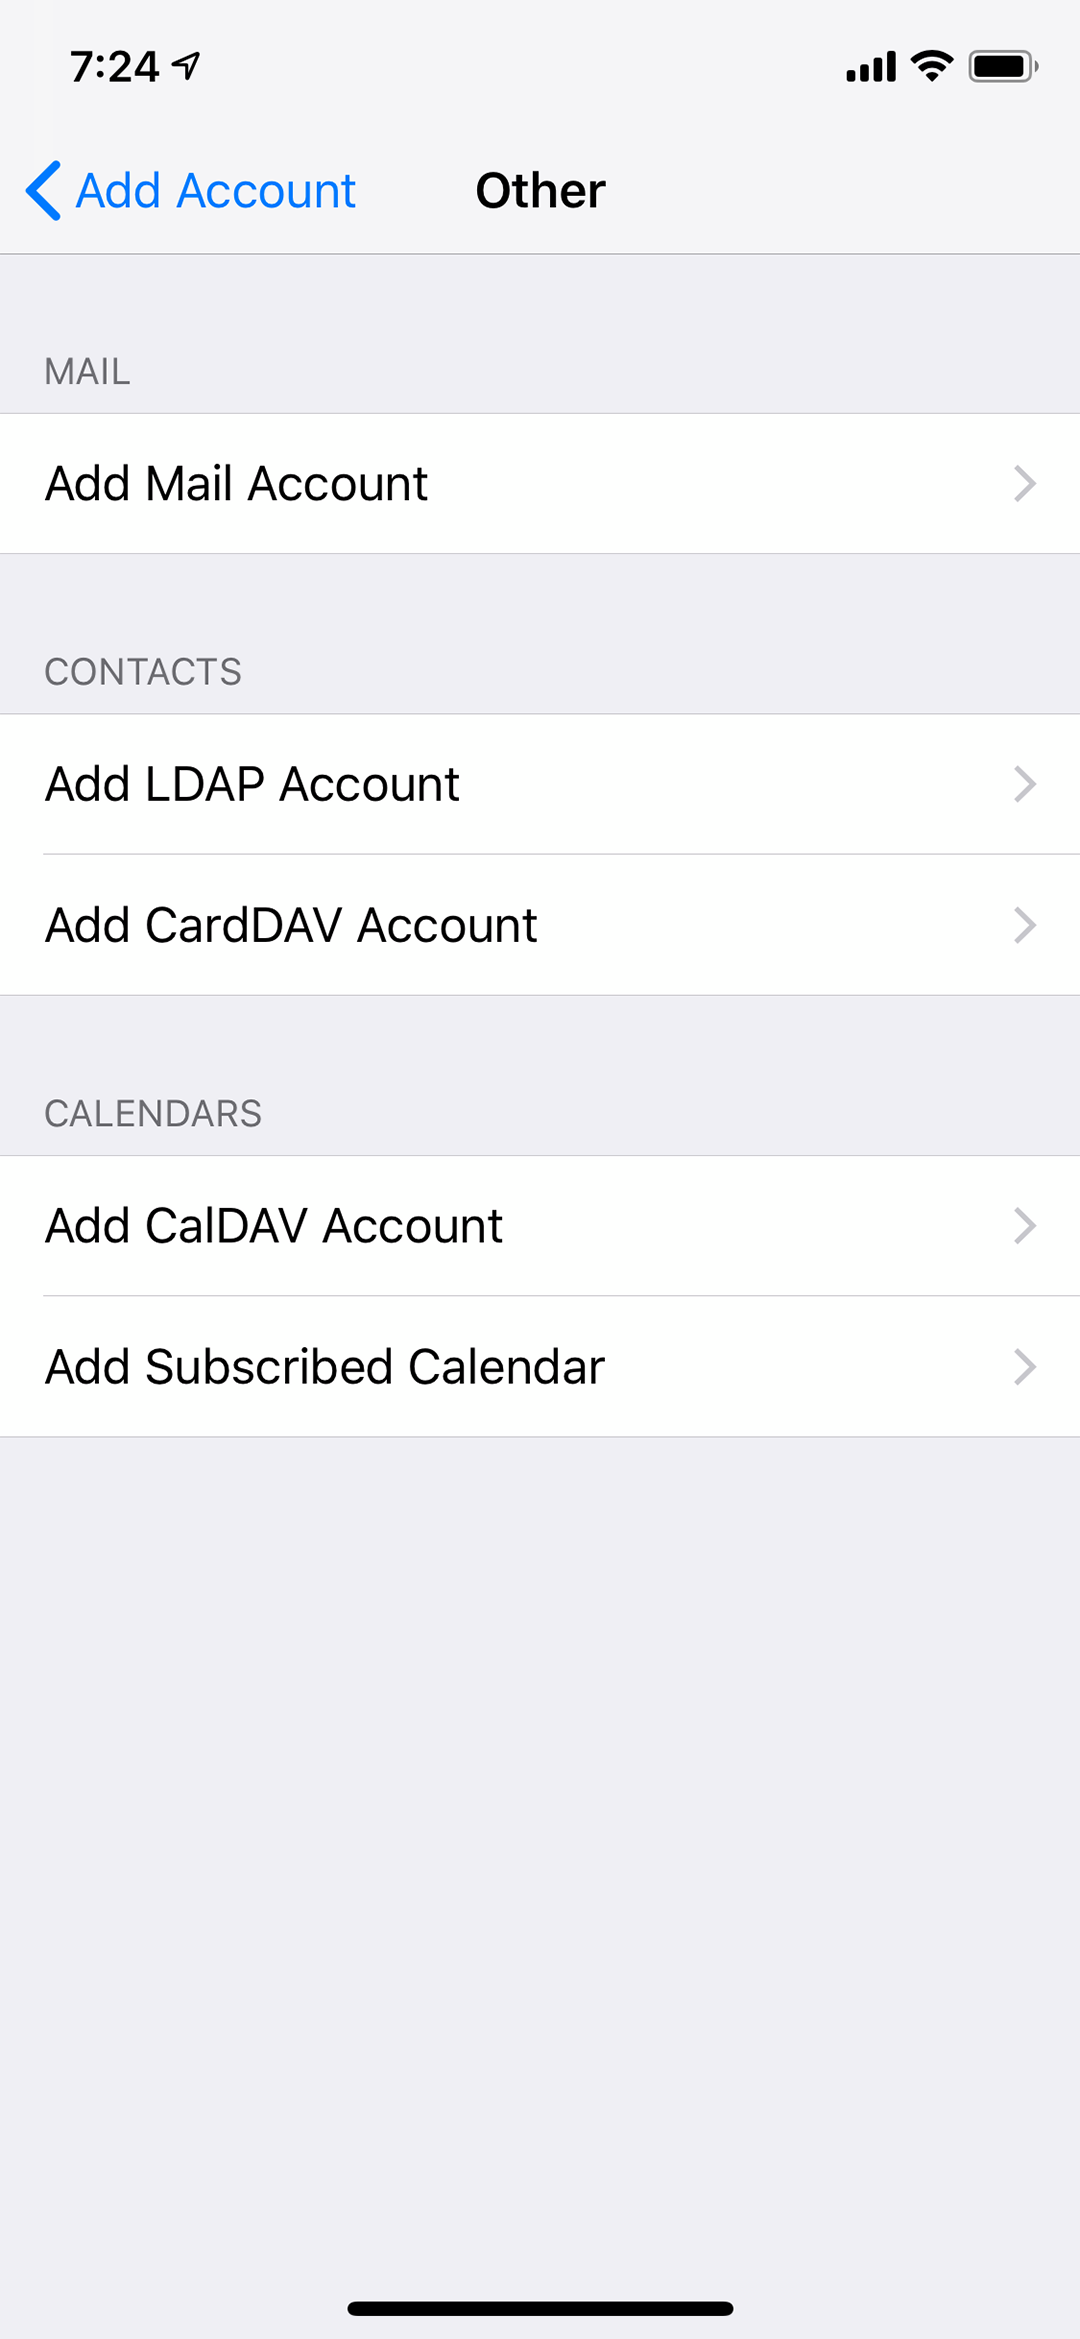 7:24
Add Account
Other
MAIL
Add Mail Account
CONTACTS
Add LDAP Account
Add CardDAV Account
CALENDARS
Add CalDAV Account
Add Subscribed Calendar